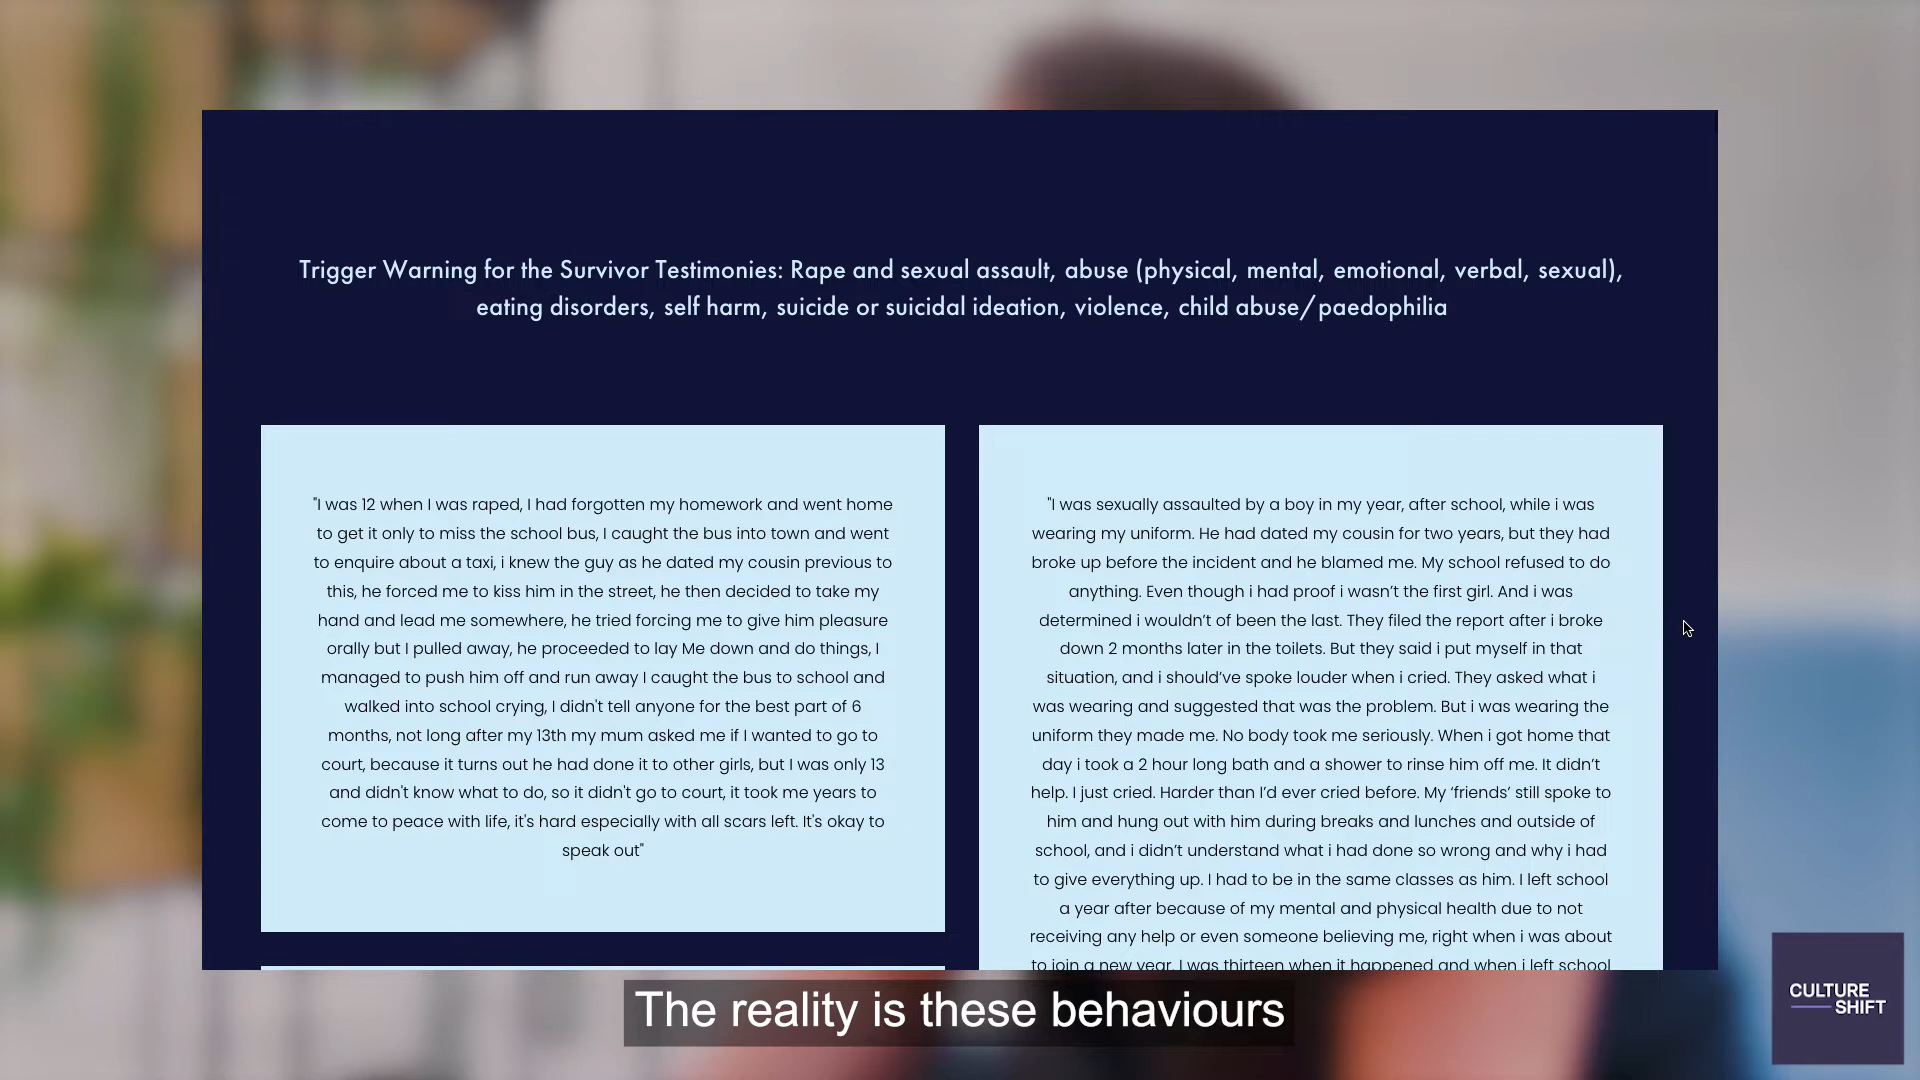 Trigger Warning for the Survivor Testimonies: Rape and sexual assault, abuse (physical, mental, emotional, verbal, sexual),
eating disorders, self harm, suicide or suicidal ideation, violence, child abuse/paedophilia
"I was 12 when I was raped, I had forgotten my homework and went home
to get it only to miss the school bus, I caught the bus into town and went
to enquire about a taxi, i knew the guy as he dated my cousin previous to
this, he forced me to kiss him in the street, he then decided to take my
hand and lead me somewhere, he tried forcing me to give him pleasure
orally but I pulled away, he proceeded to lay Me down and do things, I
managed to push him off and run away I caught the bus to school and
walked into school crying, I didn't tell anyone for the best part of 6
months, not long after my 13th my mum asked me if I wanted to go to
court, because it turns out he had done it to other girls, but I was only 13
and didn't know what to do, so it didn't go to court, it took me years to
come to peace with life, it's hard especially with all scars left. It's okay to
speak out"
"I was sexually assaulted by a boy in my year, after school, while i was
wearing my uniform. He had dated my cousin for two years, but they had
broke up before the incident and he blamed me. My school refused to do
anything. Even though i had proof i wasn’t the first girl. And i was
determined i wouldn’t of been the last. They filed the report after i broke
down 2 months later in the toilets. But they said i put myself in that
situation, and i should’ve spoke louder when i cried. They asked what i
was wearing and suggested that was the problem. But i was wearing the
uniform they made me. No body took me seriously. When i got home that
day i took a 2 hour long bath and a shower to rinse him off me. It didn’t
help. I just cried. Harder than I’d ever cried before. My ‘friends’ still spoke to
him and hung out with him during breaks and lunches and outside of
school, and i didn’t understand what i had done so wrong and why i had
to give everything up. I had to be in the same classes as him. I left school
a year after because of my mental and physical health due to not
receiving any help or even someone believing me, right when i was about
to join a new year. I was thirteen when it happened and when i left school
The reality is these behaviours
CULTURE
SHIFT